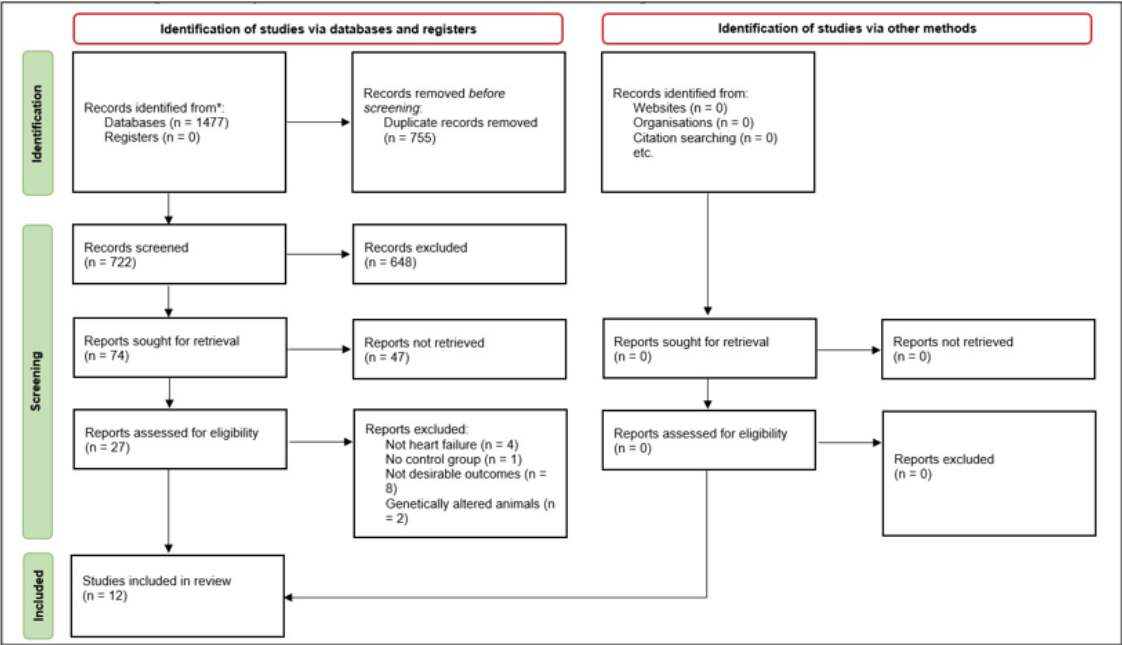 Identification of studies via databases and registers
Identification of studies via other methods
Identification
Records identified from*:
Databases (n = 1477)
Registers (n = 0)
Records removed before
screening:
Duplicate records removed
(n = 755)
Records identified from:
Websites (n = 0)
Organisations (n = 0)
Citation searching (n = 0)
etc.
Screening
Records screened
(n = 722)
Records excluded
(n = 648)
Reports sought for retrieval
(n = 74)
Reports not retrieved
(n = 47)
Reports sought for retrieval
(n = 0)
Reports not retrieved
(n = 0)
Reports assessed for eligibility
(n = 27)
Reports excluded:
Not heart failure (n = 4)
No control group (n = 1)
Not desirable outcomes (n =
8)
Genetically altered animals (n
= 2)
Reports assessed for eligibility
(n = 0)
Reports excluded
(n = 0)
Included
Studies included in review
(n = 12)